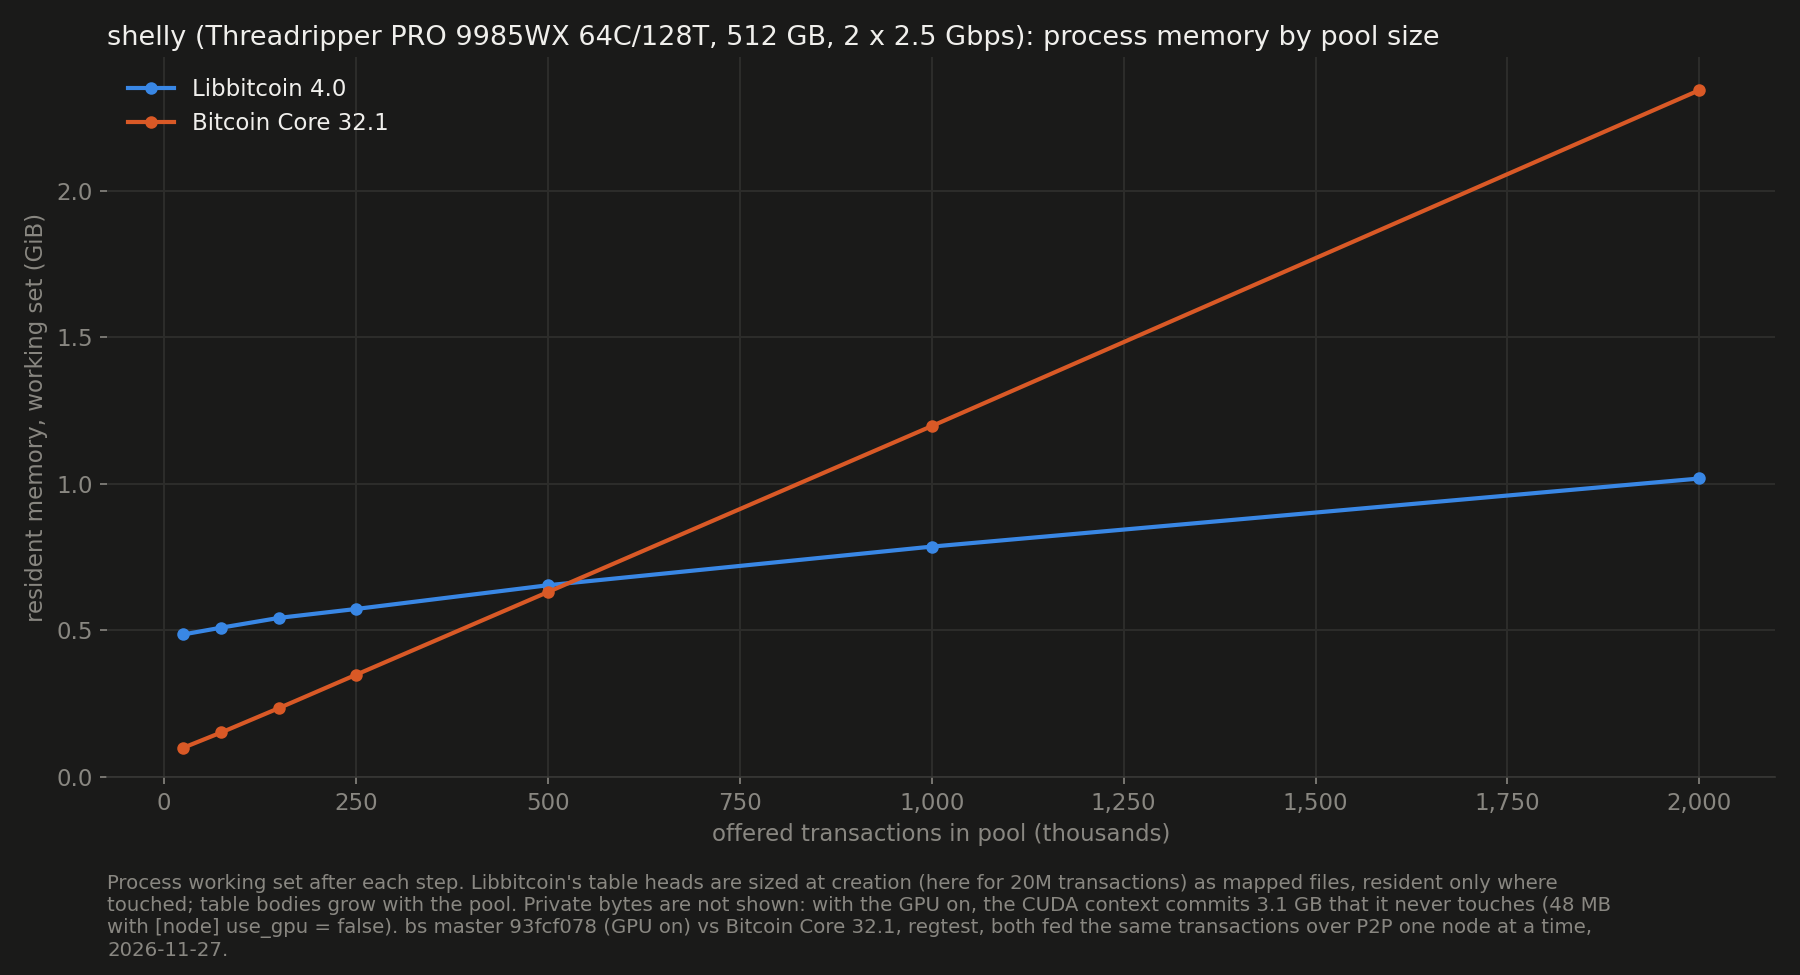 shelly (Threadripper PRO 9985WX 64C/128T, 512 GB, 2 x 2.5 Gbps): process memory by pool size
Libbitcoin 4.0
Bitcoin Core 32.1
resident memory, working set (GiB)
2.0
1.5
1.0
0.5
0.0
0
250
500
750
1,000
1,250
1,500
1,750
2,000
offered transactions in pool (thousands)
Process working set after each step. Libbitcoin's table heads are sized at creation (here for 20M transactions) as mapped files, resident only where
touched; table bodies grow with the pool. Private bytes are not shown: with the GPU on, the CUDA context commits 3.1 GB that it never touches (48 MB
with [node] use_gpu = false). bs master 93fcf078 (GPU on) vs Bitcoin Core 32.1, regtest, both fed the same transactions over P2P one node at a time,
2026-11-27.